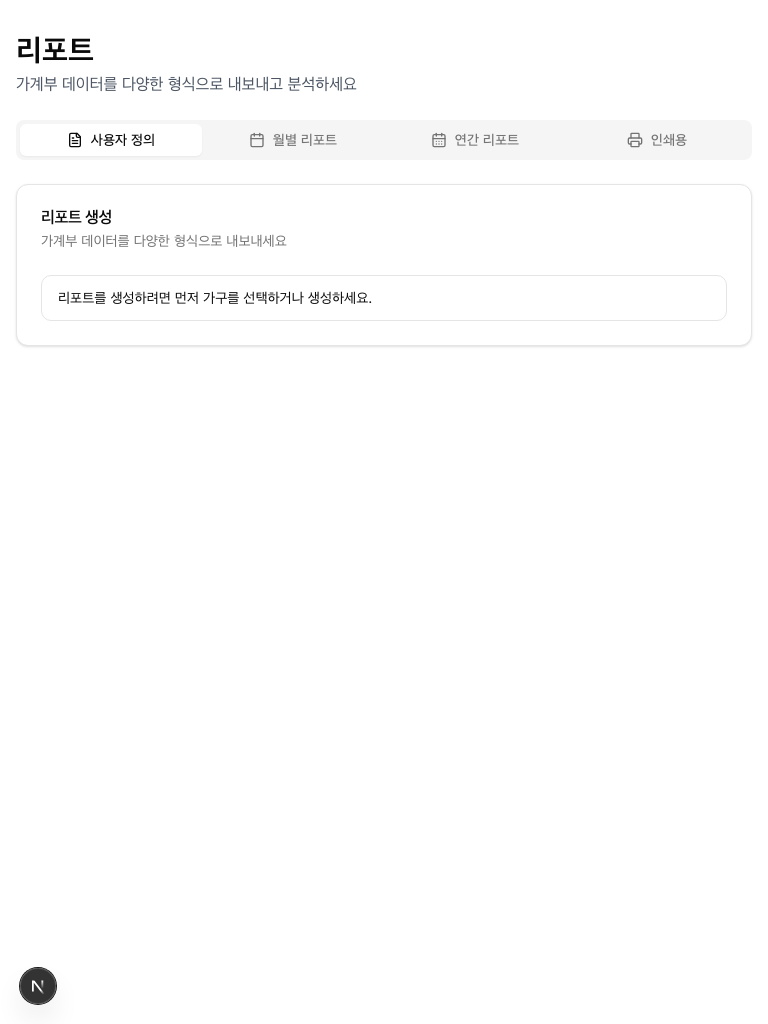 리포트
가계부 데이터를 다양한 형식으로 내보내고 분석하세요
사용자 정의
월별 리포트
연간 리포트
인쇄용
리포트 생성
가계부 데이터를 다양한 형식으로 내보내세요
리포트를 생성하려면 먼저 가구를 선택하거나 생성하세요.
N